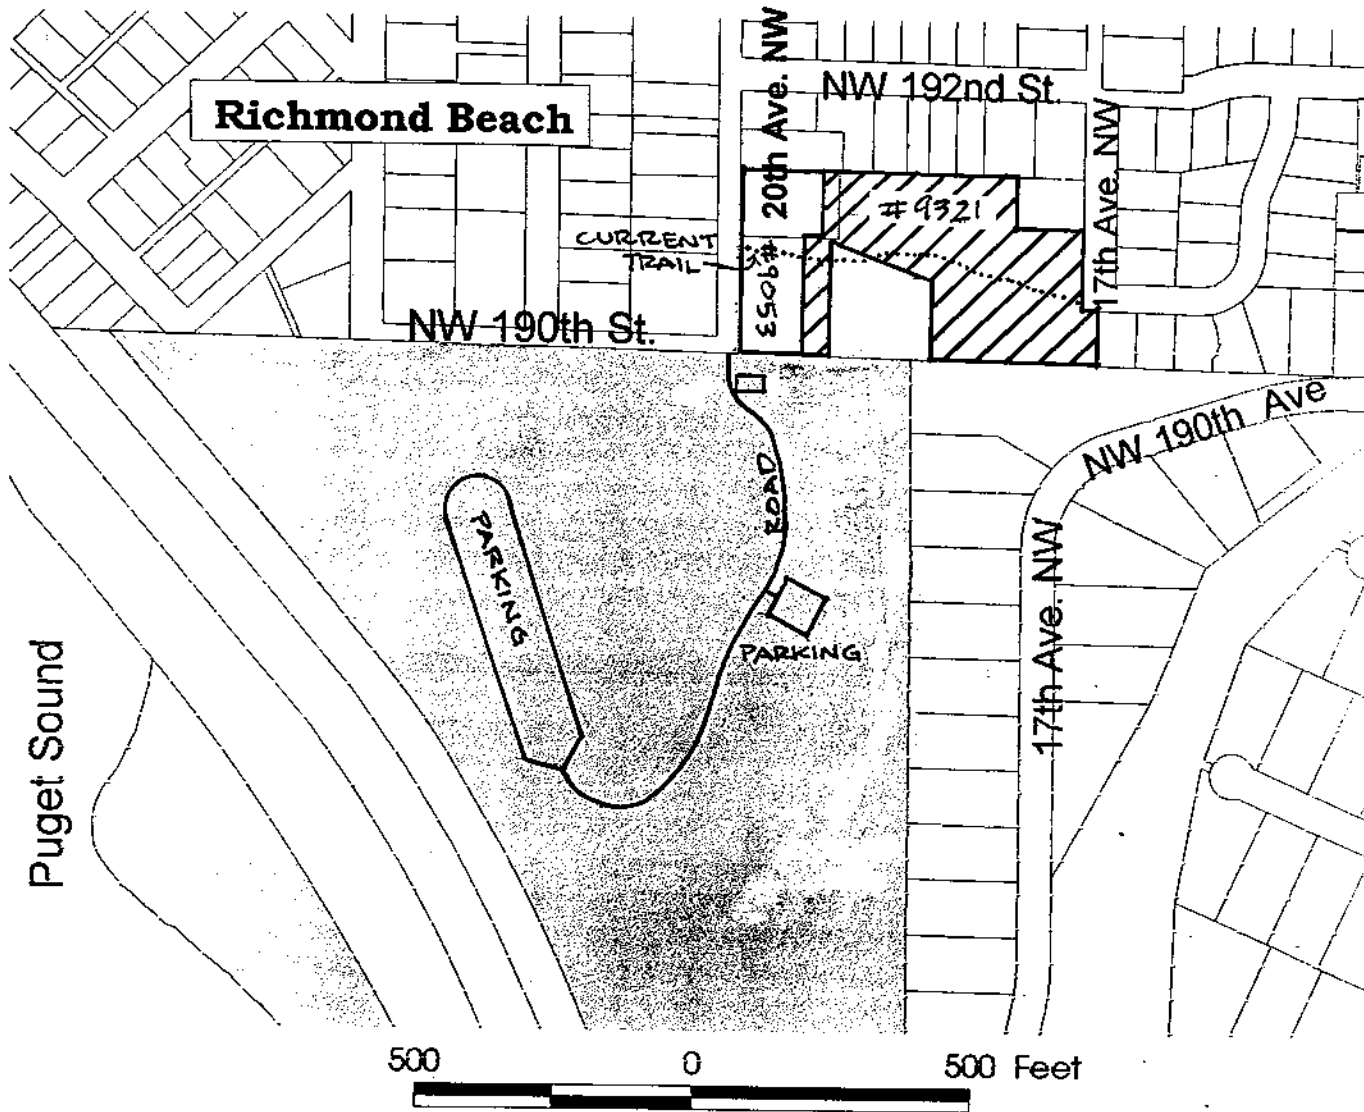 20th Ave. NW
NW 192nd St.
Richmond Beach
17th Ave. NW
# 9321
CURRENT
TRAIL
#9053
NW 190th St.
NW 190th Ave
ROAD
PARKING
PARKING
17th Ave. NW
Puget Sound
500 0 500 Feet